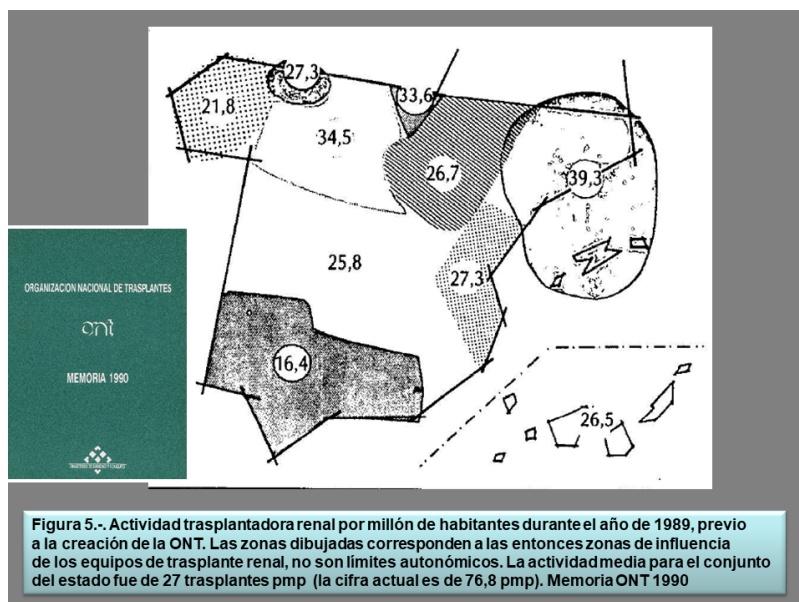 27,3
21,8
33,6
34,5
26,7
39,3
25,8
27,3
16,4
26,5
ORGANIZACION NACIONAL DE TRASPLANTES
ont
MEMORIA 1990
Figura 5.-. Actividad trasplantadora renal por millón de habitantes durante el año de 1989, previo
a la creación de la ONT. Las zonas dibujadas corresponden a las entonces zonas de influencia
de los equipos de trasplante renal, no son límites autonómicos. La actividad media para el conjunto
del estado fue de 27 trasplantes pmp  (la cifra actual es de 76,8 pmp). Memoria ONT 1990